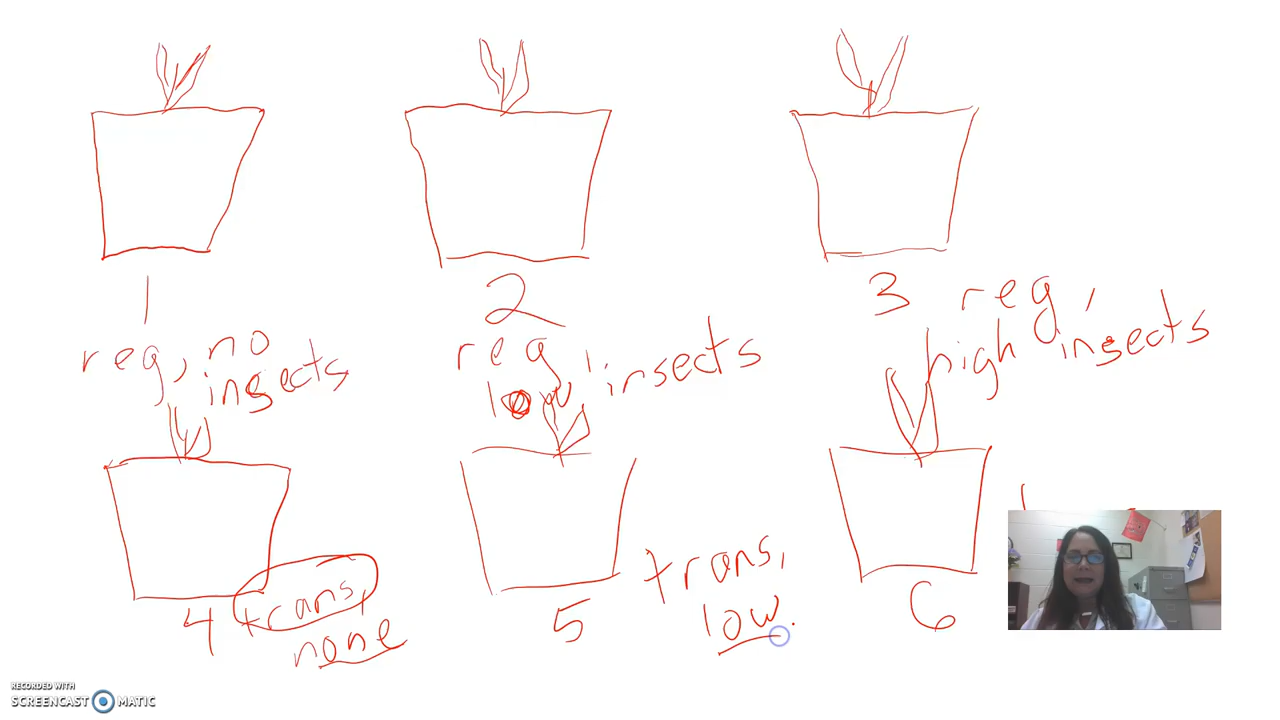 1
reg, no
insects
2
reg,
low insects
3
reg,
high insects
4
trans,
none
5
trans,
low.
6
RECORDED WITH
SCREENCAST MATIC